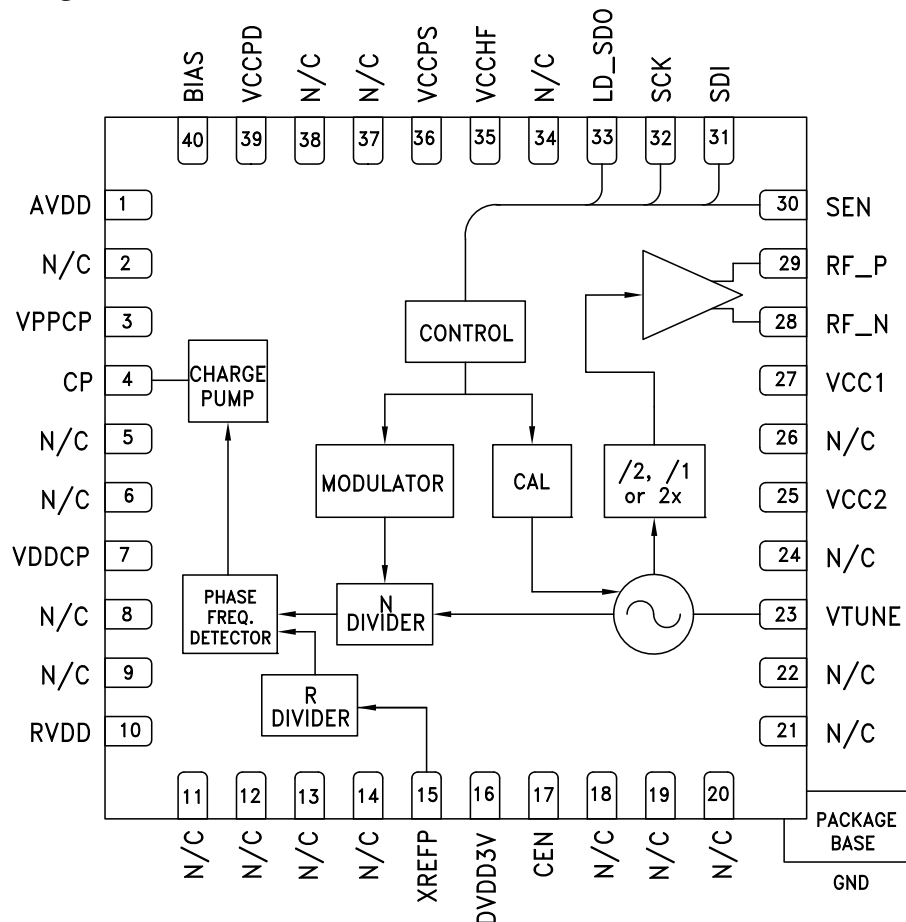 BIAS
VCCPD
N/C
N/C
VCCPS
VCCHF
N/C
LD_SDO
SCK
SDI
40
39
38
37
36
35
34
33
32
31
AVDD 1
N/C 2
VPPCP 3
CP 4
N/C 5
N/C 6
VDDCP 7
N/C 8
N/C 9
RVDD 10
30 SEN
29 RF_P
28 RF_N
27 VCC1
26 N/C
25 VCC2
24 N/C
23 VTUNE
22 N/C
21 N/C
CONTROL
CHARGE
PUMP
MODULATOR
CAL
/2, /1
or 2x
PHASE
FREQ.
DETECTOR
N
DIVIDER
R
DIVIDER
11
12
13
14
15
16
17
18
19
20
N/C
N/C
N/C
N/C
XREFP
DVDD3V
CEN
N/C
N/C
N/C
PACKAGE
BASE
GND